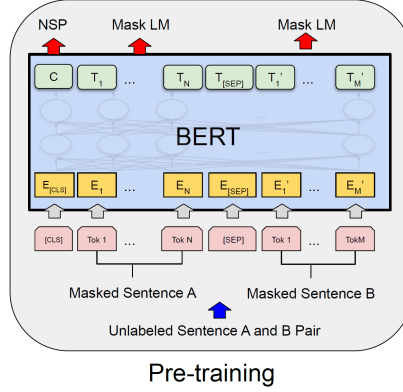 NSP Mask LM Mask LM
C T1 ... TN T[SEP] T1' ... TM'
...
BERT
...
E[CLS] E1 ... EN E[SEP] E1' ... EM'
[CLS] Tok 1 ... Tok N [SEP] Tok 1 ... TokM
Masked Sentence A Masked Sentence B
Unlabeled Sentence A and B Pair
Pre-training